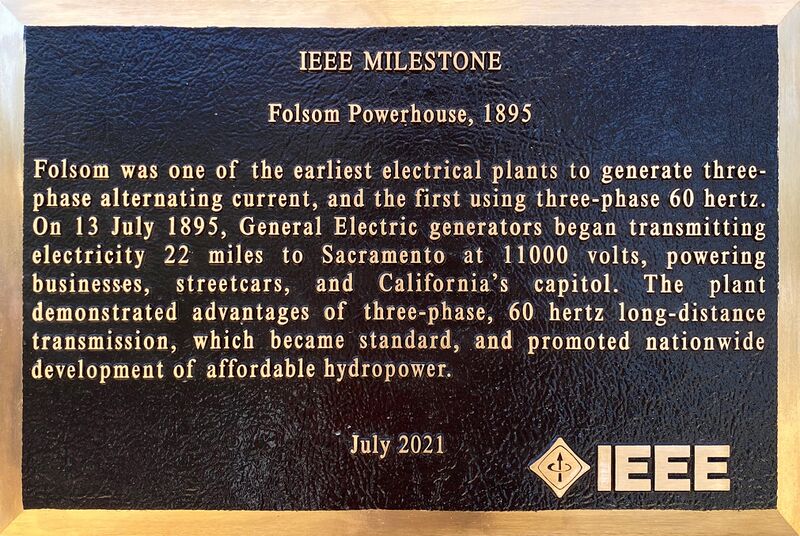 IEEE MILESTONE
Folsom Powerhouse, 1895
Folsom was one of the earliest electrical plants to generate three-
phase alternating current, and the first using three-phase 60 hertz.
On 13 July 1895, General Electric generators began transmitting
electricity 22 miles to Sacramento at 11000 volts, powering
businesses, streetcars, and California's capitol. The plant
demonstrated advantages of three-phase, 60 hertz long-distance
transmission, which became standard, and promoted nationwide
development of affordable hydropower.
July 2021
IEEE